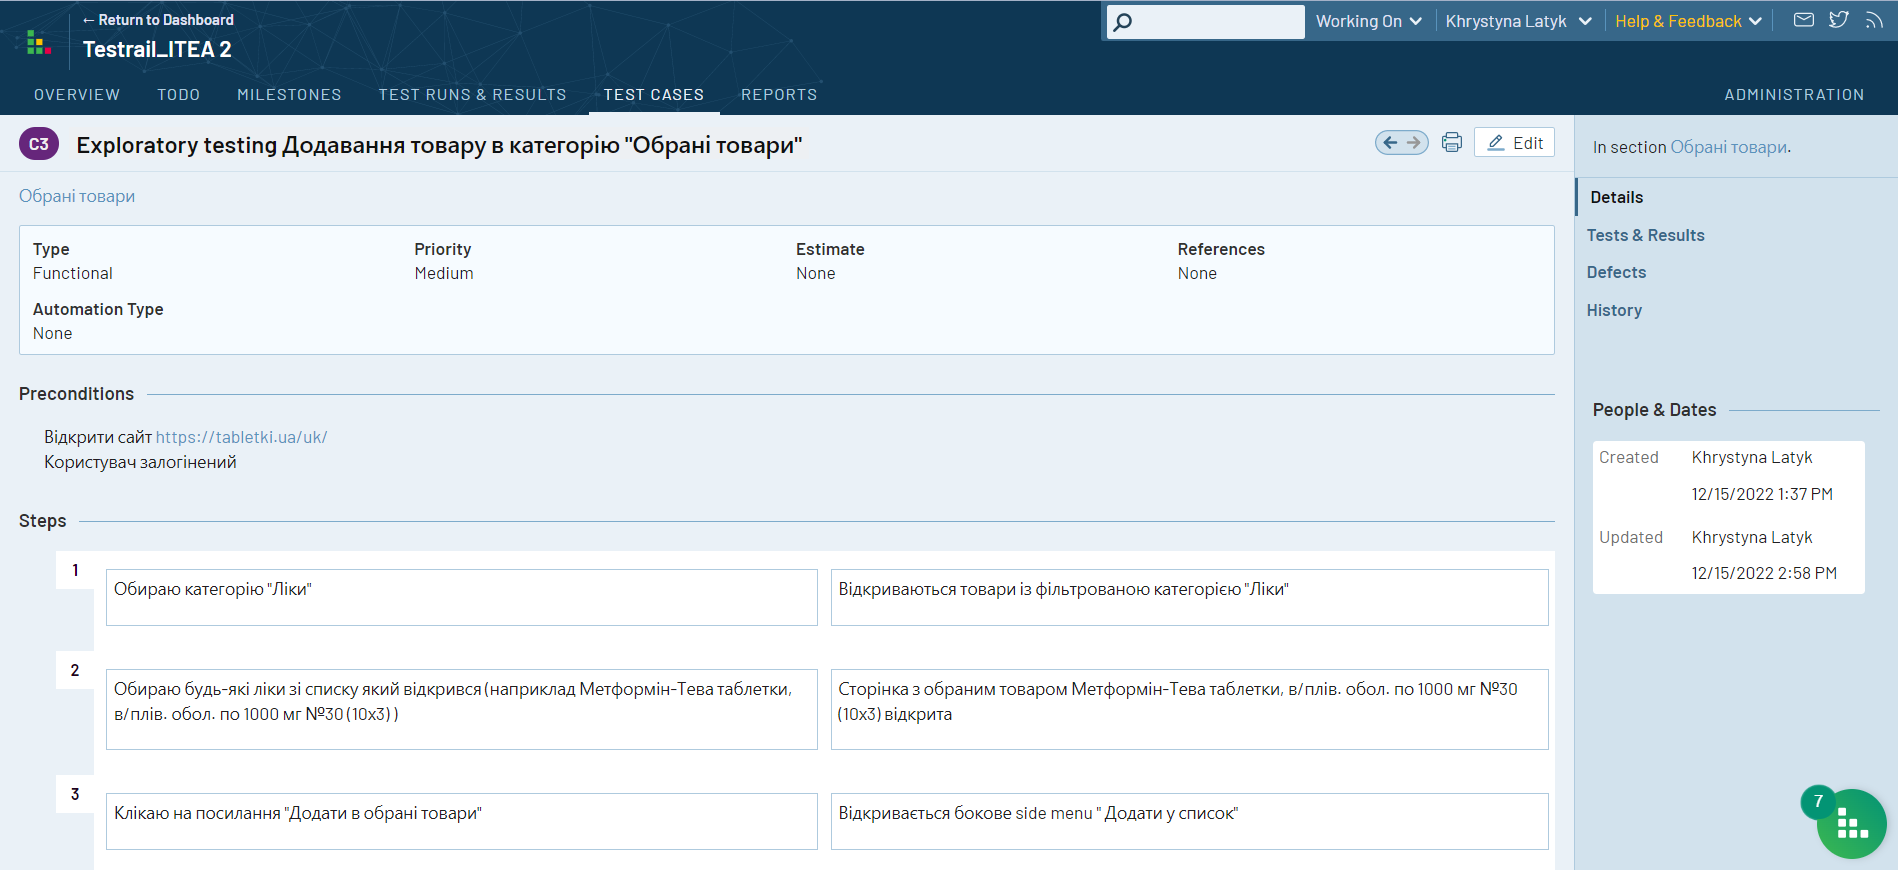 ← Return to Dashboard
Testrail_ITEA 2
Working On
Khrystyna Latyk
Help & Feedback
OVERVIEW
TODO
MILESTONES
TEST RUNS & RESULTS
TEST CASES
REPORTS
ADMINISTRATION
C3
Exploratory testing Додавання товару в категорію "Обрані товари"
Edit
In section Обрані товари.
Обрані товари
Details
Tests & Results
Defects
History
Type
Functional
Priority
Medium
Estimate
None
References
None
Automation Type
None
Preconditions
Відкрити сайт https://tabletki.ua/uk/
Користувач залогінений
People & Dates
Created
Khrystyna Latyk
12/15/2022 1:37 PM
Updated
Khrystyna Latyk
12/15/2022 2:58 PM
Steps
1
Обираю категорію "Ліки"
Відкриваються товари із фільтрованою категорією "Ліки"
2
Обираю будь-які ліки зі списку який відкрився (наприклад Метформін-Тева таблетки,
в/плів. обол. по 1000 мг №30 (10х3) )
Сторінка з обраним товаром Метформін-Тева таблетки, в/плів. обол. по 1000 мг №30
(10х3) відкрита
3
Клікаю на посилання "Додати в обрані товари"
Відкривається бокове side menu " Додати у список"
7